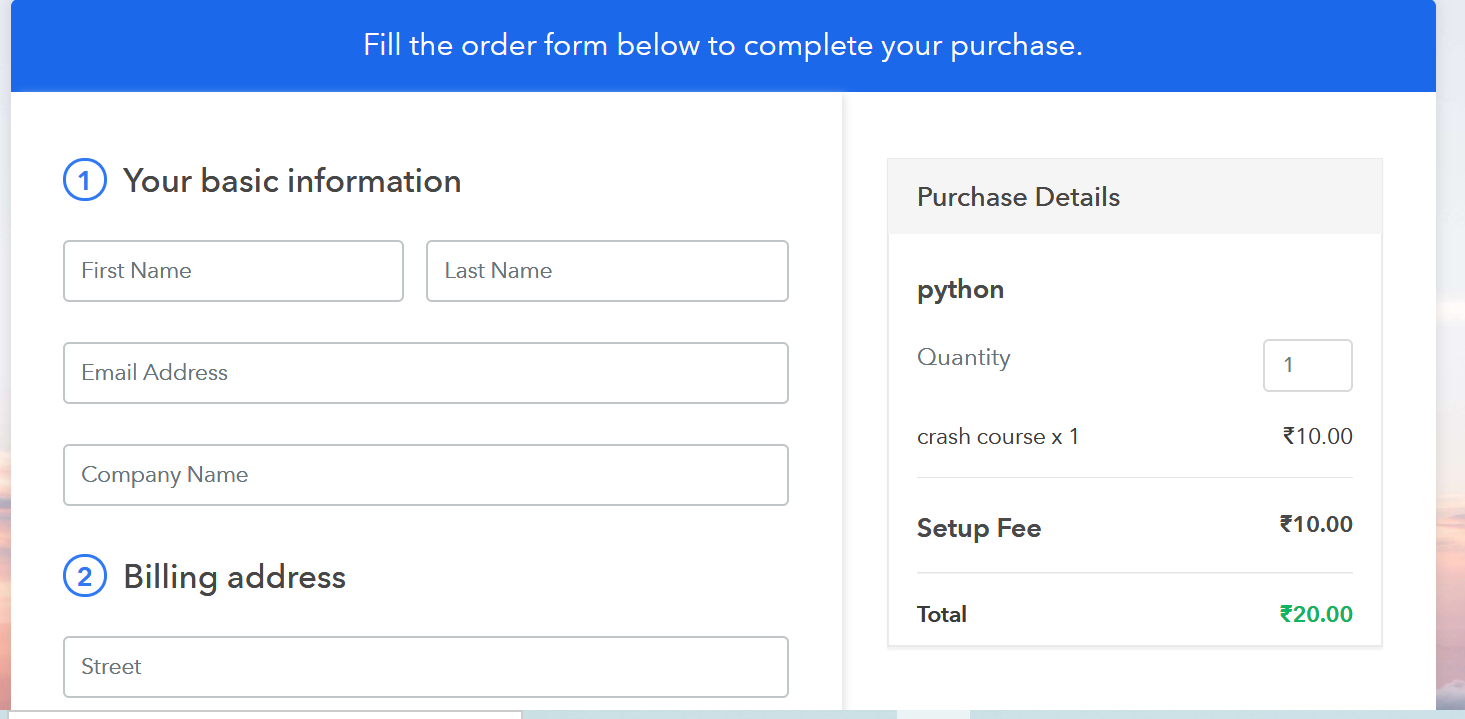 Fill the order form below to complete your purchase.
1 Your basic information
First Name Last Name
Email Address
Company Name
2 Billing address
Street
Purchase Details
python
Quantity 1
crash course x 1 ₹10.00
Setup Fee ₹10.00
Total ₹20.00